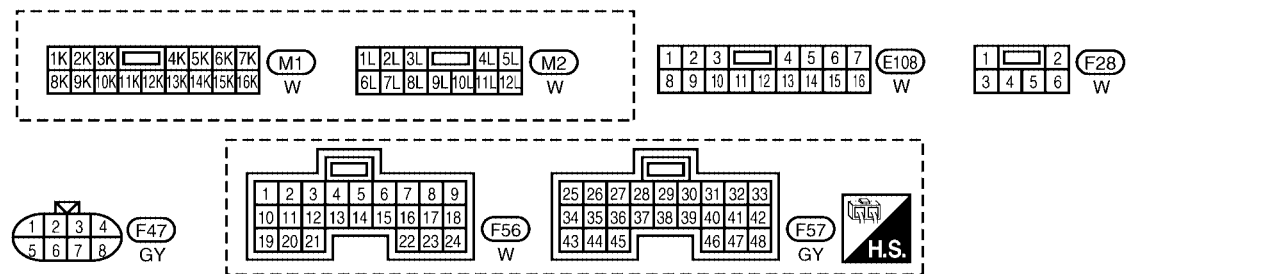 1K 2K 3K 4K 5K 6K 7K
8K 9K 10K 11K 12K 13K 14K 15K 16K
M1
W
1L 2L 3L 4L 5L
6L 7L 8L 9L 10L 11L 12L
M2
W
1 2 3 4 5 6 7
8 9 10 11 12 13 14 15 16
E108
W
1 2
3 4 5 6
F28
W
1 2 3 4
5 6 7 8
F47
GY
1 2 3 4 5 6 7 8 9
10 11 12 13 14 15 16 17 18
19 20 21 22 23 24
F56
W
25 26 27 28 29 30 31 32 33
34 35 36 37 38 39 40 41 42
43 44 45 46 47 48
F57
GY
H.S.